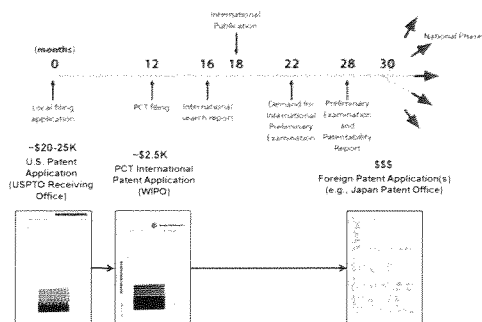 International
Publication
National Phase
(months)
0
12
16
18
22
28
30
Local filing
application
PCT filing
International
search report
Demand for
International
Preliminary
Examination
Preliminary
Examination
and
Patentability
Report
~$20-25K
U.S. Patent
Application
(USPTO Receiving
Office)
~$2.5K
PCT International
Patent Application
(WIPO)
$$$
Foreign Patent Application(s)
(e.g., Japan Patent Office)